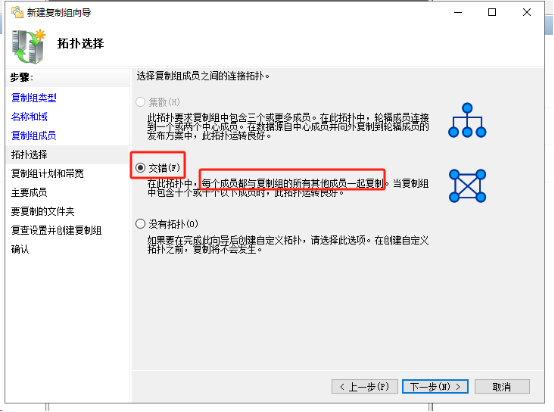 新建复制组向导
拓扑选择
步骤:
复制组类型
名称和域
复制组成员
拓扑选择
复制组计划和带宽
主要成员
要复制的文件夹
复查设置并创建复制组
确认
选择复制组成员之间的连接拓扑。
集散(H)
此拓扑要求复制组中包含三个或更多成员。在此拓扑中，轮辐成员连接
到一个或两个中心成员。在数据源自中心成员并向外复制到轮辐成员的
发布方案中，此拓扑运转良好。
交错(F)
在此拓扑中，每个成员都与复制组的所有其他成员一起复制。当复制组
中包含十个或十个以下成员时，此拓扑运转良好。
没有拓扑(O)
如果要在完成此向导后创建自定义拓扑，请选择此选项。在创建自定义
拓扑之前，复制将不会发生。
< 上一步(P)
下一步(N) >
取消